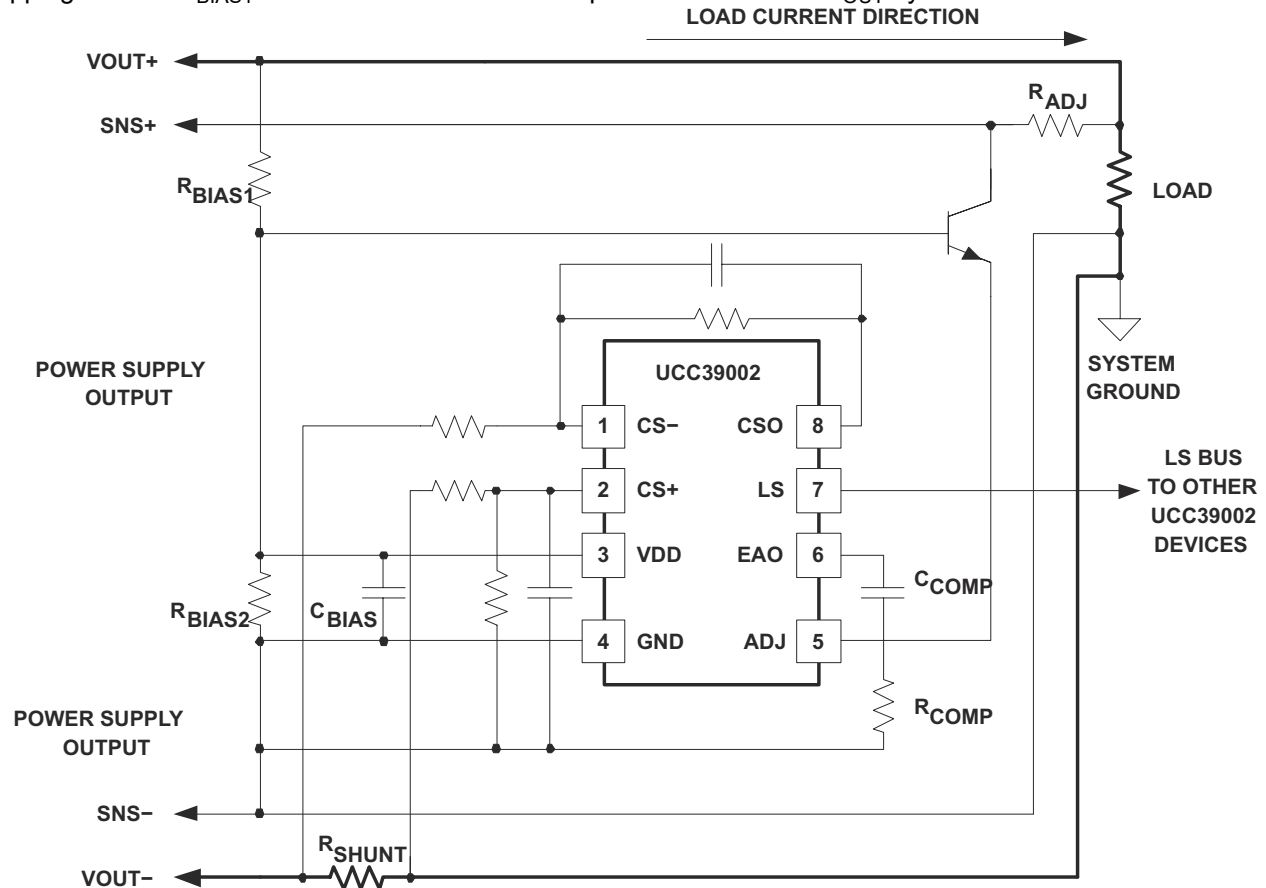 LOAD CURRENT DIRECTION
VOUT+
SNS+
RADJ
RBIAS1
LOAD
POWER SUPPLY
OUTPUT
UCC39002
SYSTEM
GROUND
1 CS− CSO 8
2 CS+ LS 7
LS BUS
TO OTHER
UCC39002
DEVICES
3 VDD EAO 6
CCOMP
RBIAS2
CBIAS
4 GND ADJ 5
RCOMP
POWER SUPPLY
OUTPUT
SNS−
RSHUNT
VOUT−